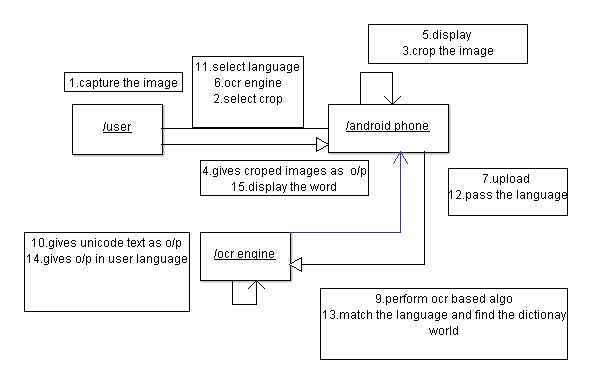 5.display
3.crop the image
11.select language
6.ocr engine
2.select crop
1.capture the image
/user
/android phone
4.gives croped images as o/p
15.display the word
7.upload
12.pass the language
10.gives unicode text as o/p
14.gives o/p in user language
/ocr engine
9.perform ocr based algo
13.match the language and find the dictionay
world